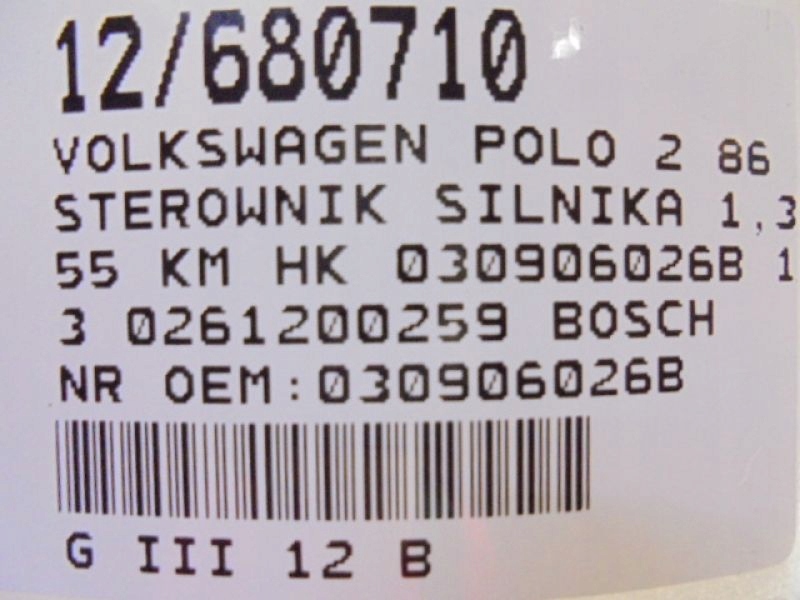 12/680710
VOLKSWAGEN POLO 2 86
STEROWNIK SILNIKA 1,3
55 KM HK 030906026B 1
3 0261200259 BOSCH
NR OEM:030906026B
G III 12 B